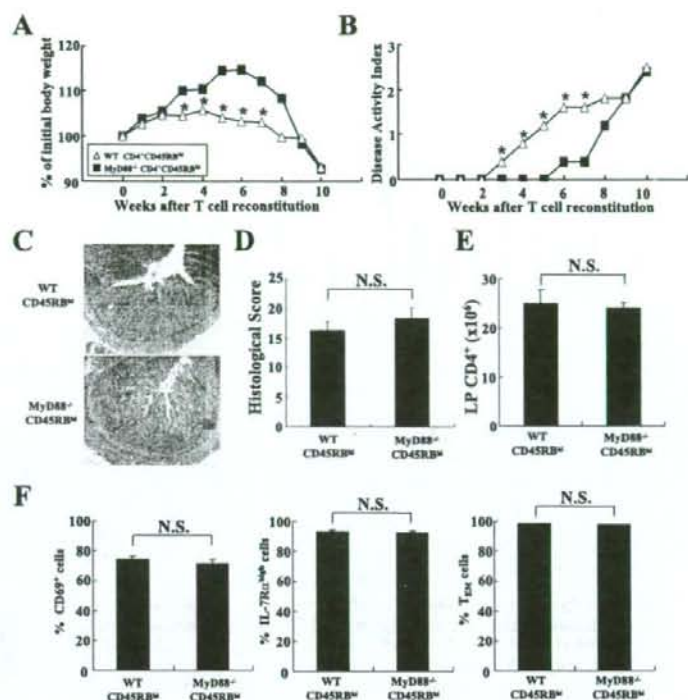 A
% of initial body weight
120
110
100
90
0 2 4 6 8 10
* * * * *
WT CD4⁺CD45RBʰⁱ
MyD88⁻/⁻ CD4⁺CD45RBʰⁱ
Weeks after T cell reconstitution
B
Disease Activity Index
3
2
1
0
0 2 4 6 8 10
* * * * *
Weeks after T cell reconstitution
C
WT
CD45RBʰⁱ
MyD88⁻/⁻
CD45RBʰⁱ
D
Histological Score
25
20
15
10
5
0
N.S.
WT
CD45RBʰⁱ
MyD88⁻/⁻
CD45RBʰⁱ
E
LP CD4⁺ (x10⁶)
30
20
10
0
N.S.
WT
CD45RBʰⁱ
MyD88⁻/⁻
CD45RBʰⁱ
F
% CD69⁺ cells
100
80
60
40
20
0
N.S.
WT
CD45RBʰⁱ
MyD88⁻/⁻
CD45RBʰⁱ
% IL-7Rαʰⁱᵍʰ cells
100
80
60
40
20
0
N.S.
WT
CD45RBʰⁱ
MyD88⁻/⁻
CD45RBʰⁱ
% T_EM cells
100
80
60
40
20
0
N.S.
WT
CD45RBʰⁱ
MyD88⁻/⁻
CD45RBʰⁱ